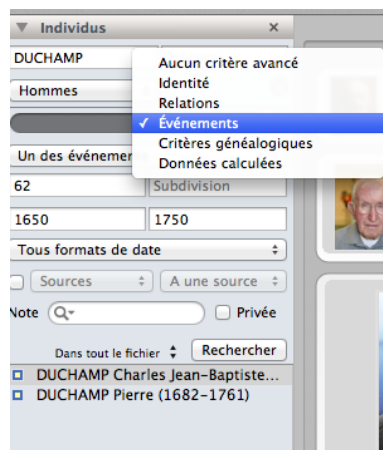 Individus ×
DUCHAMP
Aucun critère avancé
Hommes
Identité
Relations
✓ Événements
Critères généalogiques
Un des événemen
Données calculées
62 Subdivision
1650 1750
Tous formats de date
Sources A une source
Note Privée
Dans tout le fichier Rechercher
DUCHAMP Charles Jean-Baptiste...
DUCHAMP Pierre (1682-1761)